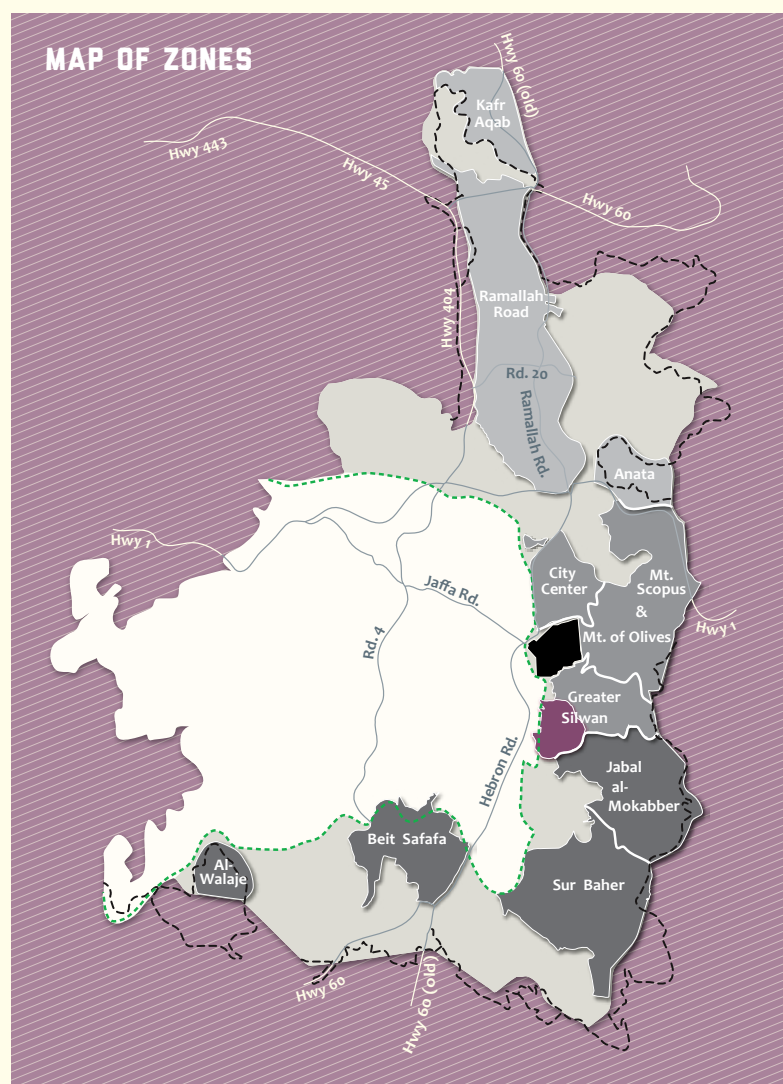 MAP OF ZONES
Hwy 60 (old)
Kafr
Aqab
Hwy 443
Hwy 45
Hwy 60
Ramallah
Road
Hwy 404
Rd. 20
Ramallah Rd.
Anata
Hwy 1
City
Center
Mt.
Scopus
&
Mt. of Olives
Jaffa Rd.
Hwy 1
Rd. 4
Greater
Silwan
Hebron Rd.
Jabal
al-
Mokabber
Beit Safafa
Al-
Walaje
Sur Baher
Hwy 60
Hwy 60 (old)